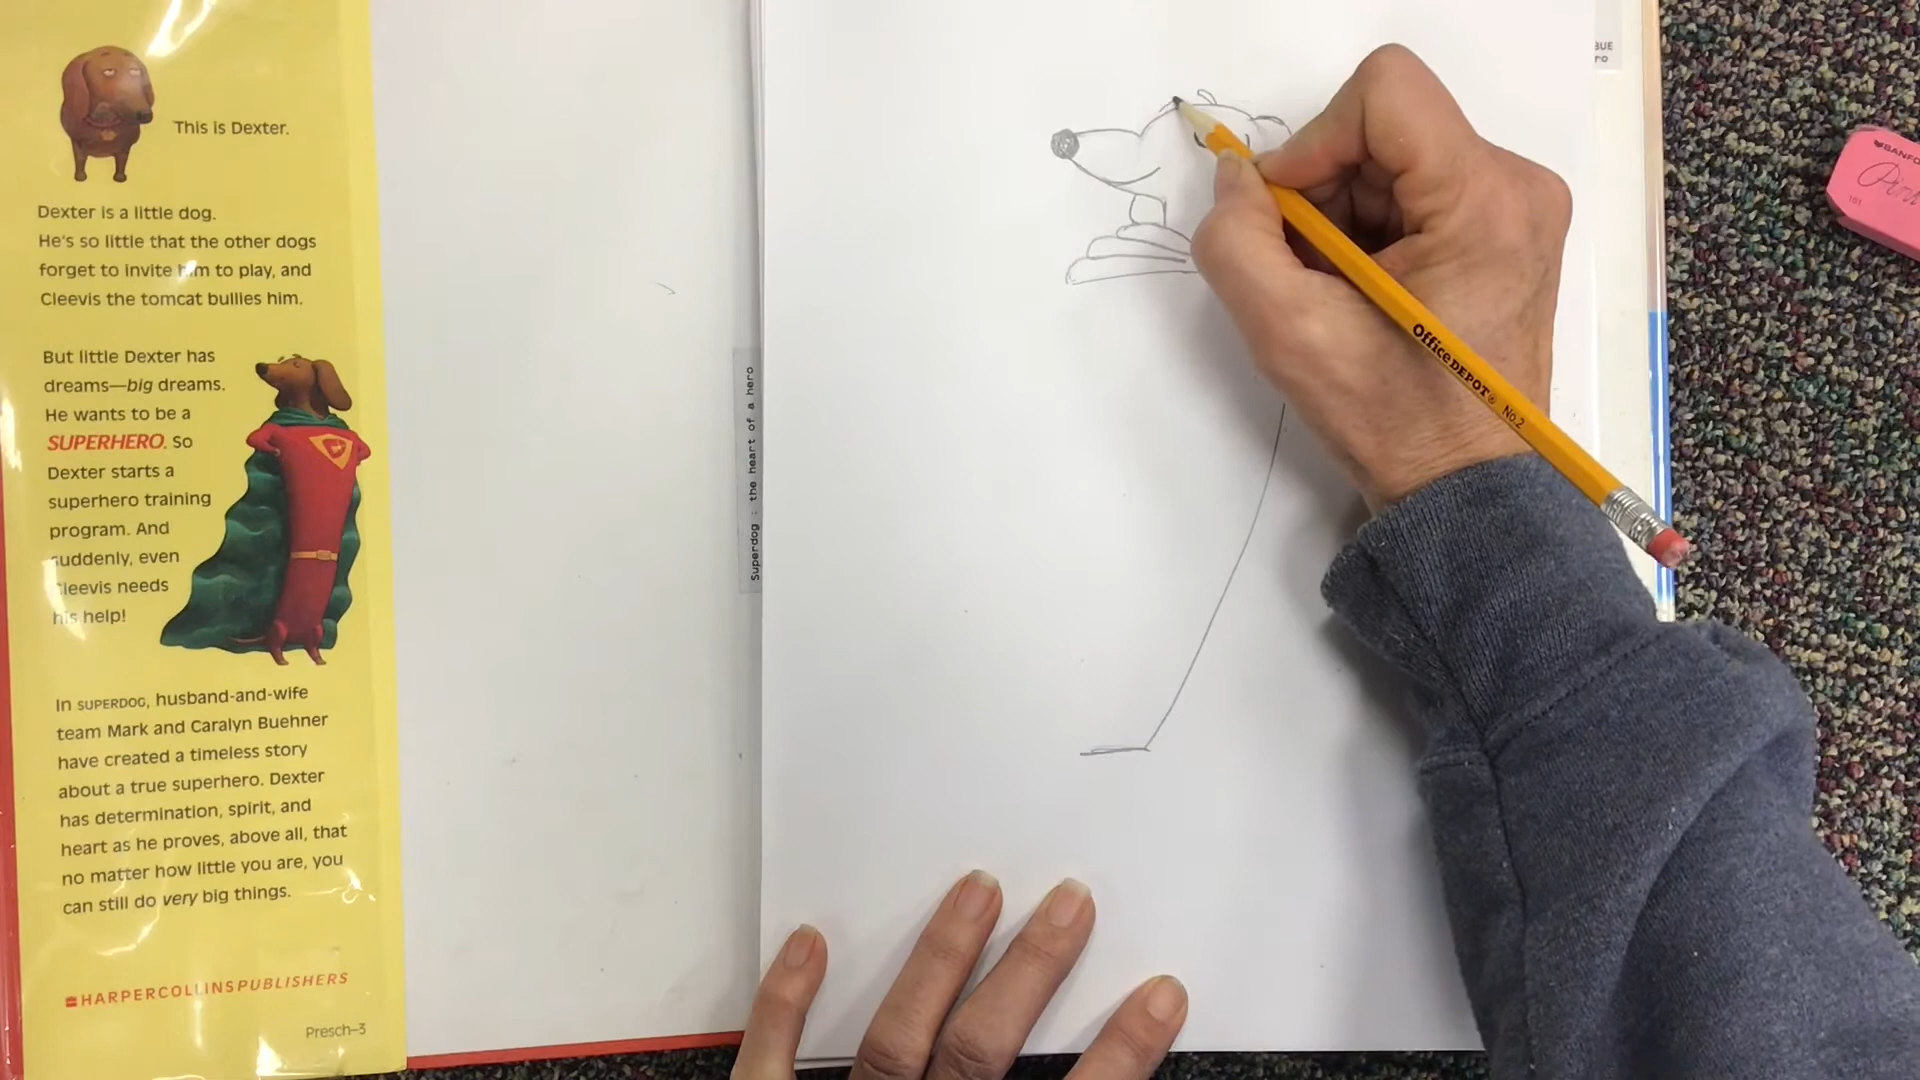 This is Dexter.
Dexter is a little dog.
He's so little that the other dogs
forget to invite him to play, and
Cleevis the tomcat bullies him.
But little Dexter has
dreams—big dreams.
He wants to be a
SUPERHERO. So
Dexter starts a
superhero training
program. And
suddenly, even
Cleevis needs
his help!
In SUPERDOG, husband-and-wife
team Mark and Caralyn Buehner
have created a timeless story
about a true superhero. Dexter
has determination, spirit, and
heart as he proves, above all, that
no matter how little you are, you
can still do very big things.
HARPERCOLLINSPUBLISHERS
Presch–3
Superdog : the heart of a hero
Office DEPOT® No.2
101